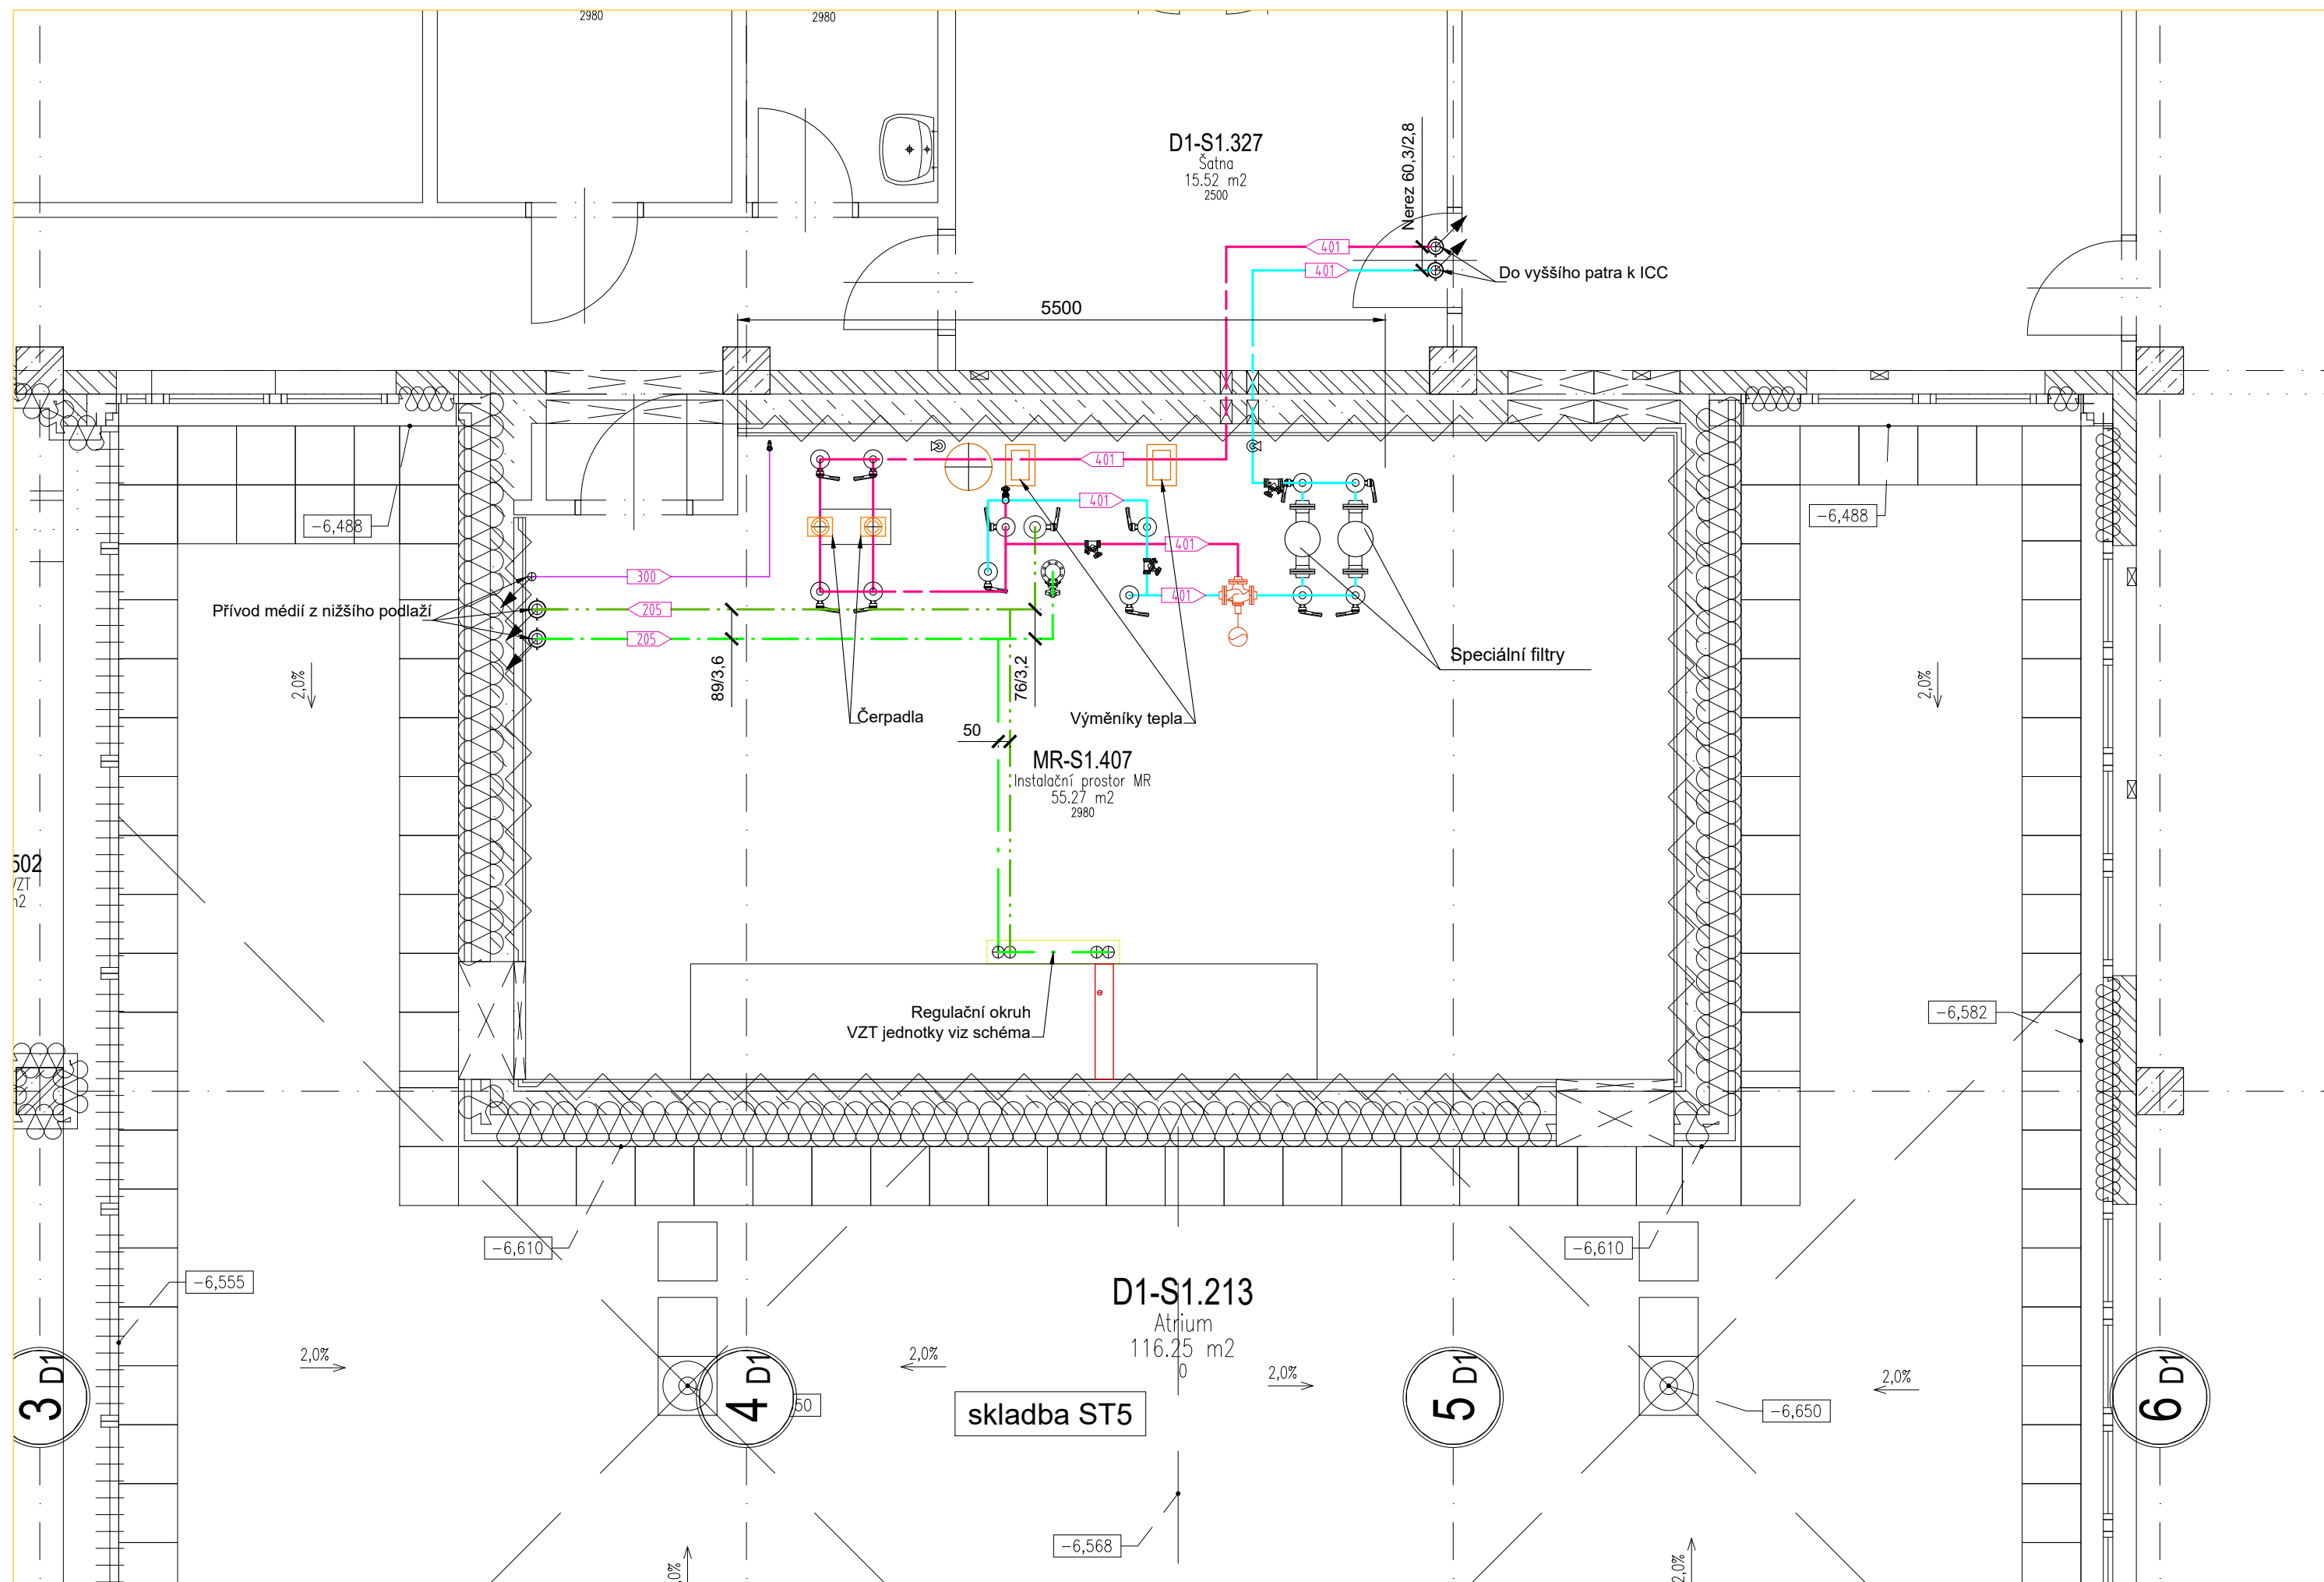 2980
2980
D1-S1.327
Šatna
15.52 m2
2500
Nerez 60,3/2,8
401
401
Do vyššího patra k ICC
5500
401
401
401
401
-6,488
-6,488
300
205
205
Přívod médií z nižšího podlaží
89/3,6
76/3,2
Čerpadla
Výměníky tepla
Speciální filtry
2,0%
2,0%
50
MR-S1.407
Instalační prostor MR
55.27 m2
2980
502
VZT
Regulační okruh
VZT jednotky viz schéma
-6,582
-6,610
-6,610
-6,555
D1-S1.213
Atrium
116.25 m2
0
2,0%
2,0%
2,0%
2,0%
3 D1
4 D1
50
skladba ST5
5 D1
-6,650
6 D1
-6,568
2,0%